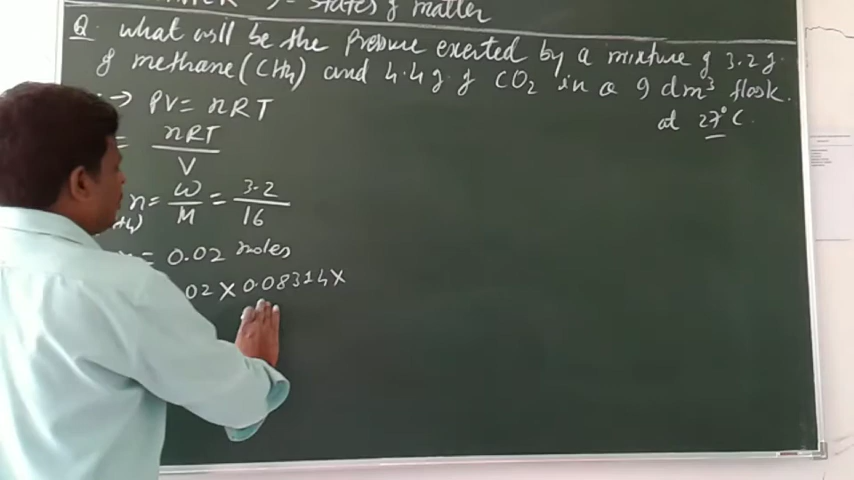 states of matter
Q. what will be the Pressure exerted by a mixture of 3.2 g.
of methane (CH4) and 4.4 g. of CO2 in a 9 dm³ flask.
at 27°C.
→ PV = nRT
= nRT / V
n = W / M = 3.2 / 16
= 0.02 moles
02 × 0.08314 ×